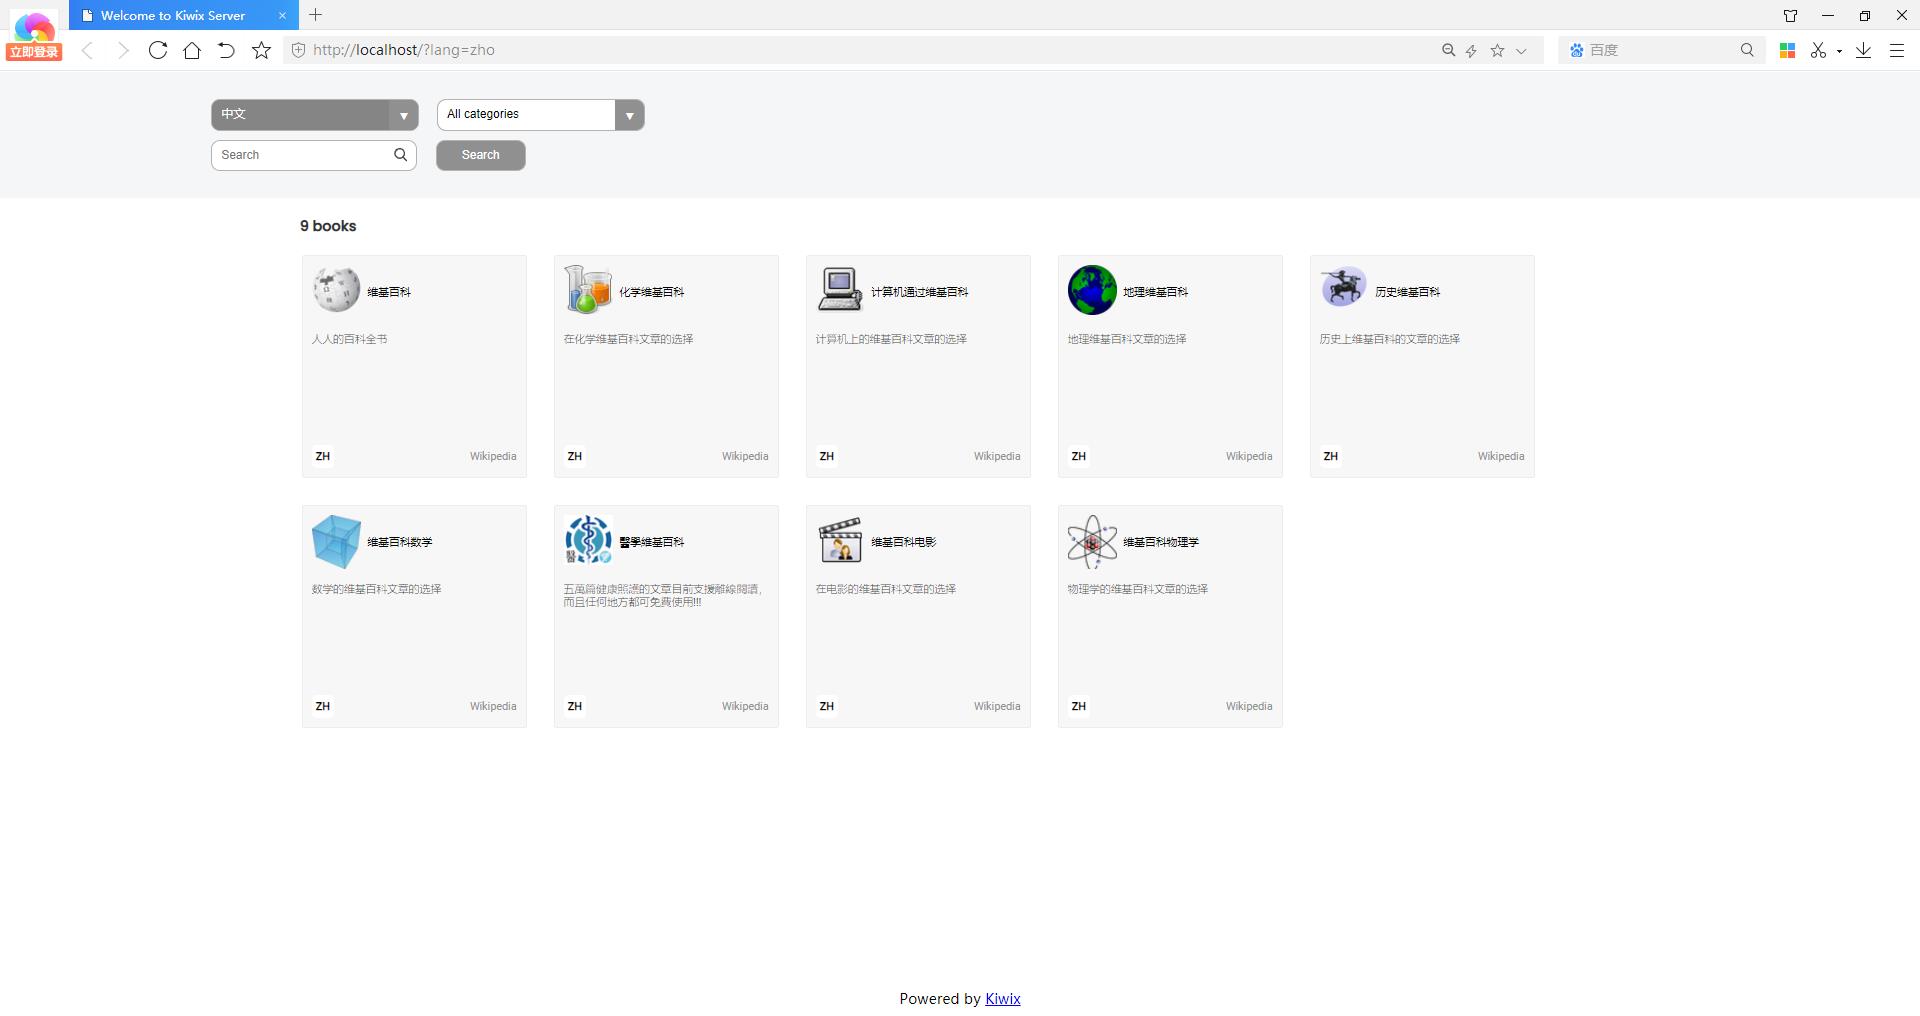 Welcome to Kiwix Server
立即登录
http://localhost/?lang=zho
百度
中文
All categories
Search
Search
9 books
维基百科
人人的百科全书
ZH
Wikipedia
化学维基百科
在化学维基百科文章的选择
ZH
Wikipedia
计算机通过维基百科
计算机上的维基百科文章的选择
ZH
Wikipedia
地理维基百科
地理维基百科文章的选择
ZH
Wikipedia
历史维基百科
历史上维基百科的文章的选择
ZH
Wikipedia
维基百科数学
数学的维基百科文章的选择
ZH
Wikipedia
醫
醫學维基百科
五萬篇健康照護的文章目前支援離線閱讀，
而且任何地方都可免費使用!!!
ZH
Wikipedia
维基百科电影
在电影的维基百科文章的选择
ZH
Wikipedia
维基百科物理学
物理学的维基百科文章的选择
ZH
Wikipedia
Powered by Kiwix